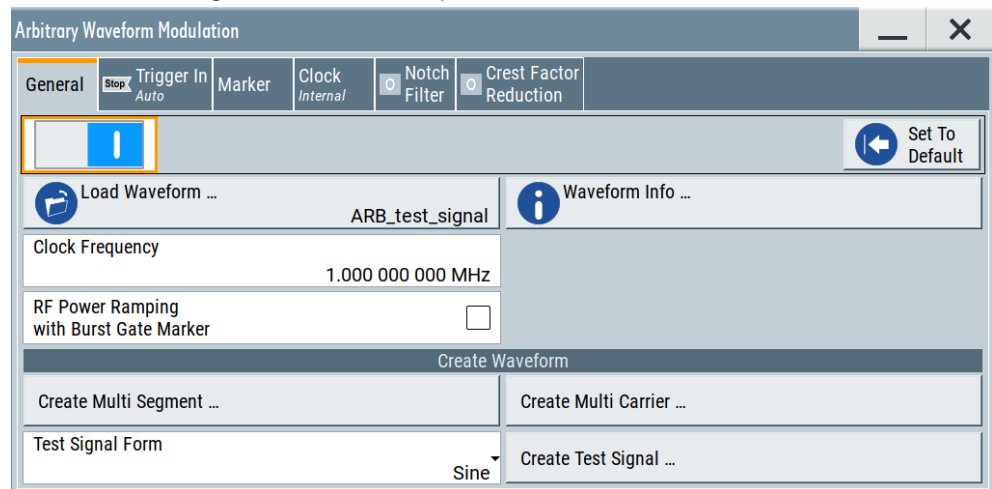 Arbitrary Waveform Modulation
General
Stop Trigger In
Auto
Marker
Clock
Internal
O Notch
Filter
O Crest Factor
Reduction
I
Set To
Default
Load Waveform ...
ARB_test_signal
Waveform Info ...
Clock Frequency
1.000 000 000 MHz
RF Power Ramping
with Burst Gate Marker
Create Waveform
Create Multi Segment ...
Create Multi Carrier ...
Test Signal Form
Sine
Create Test Signal ...